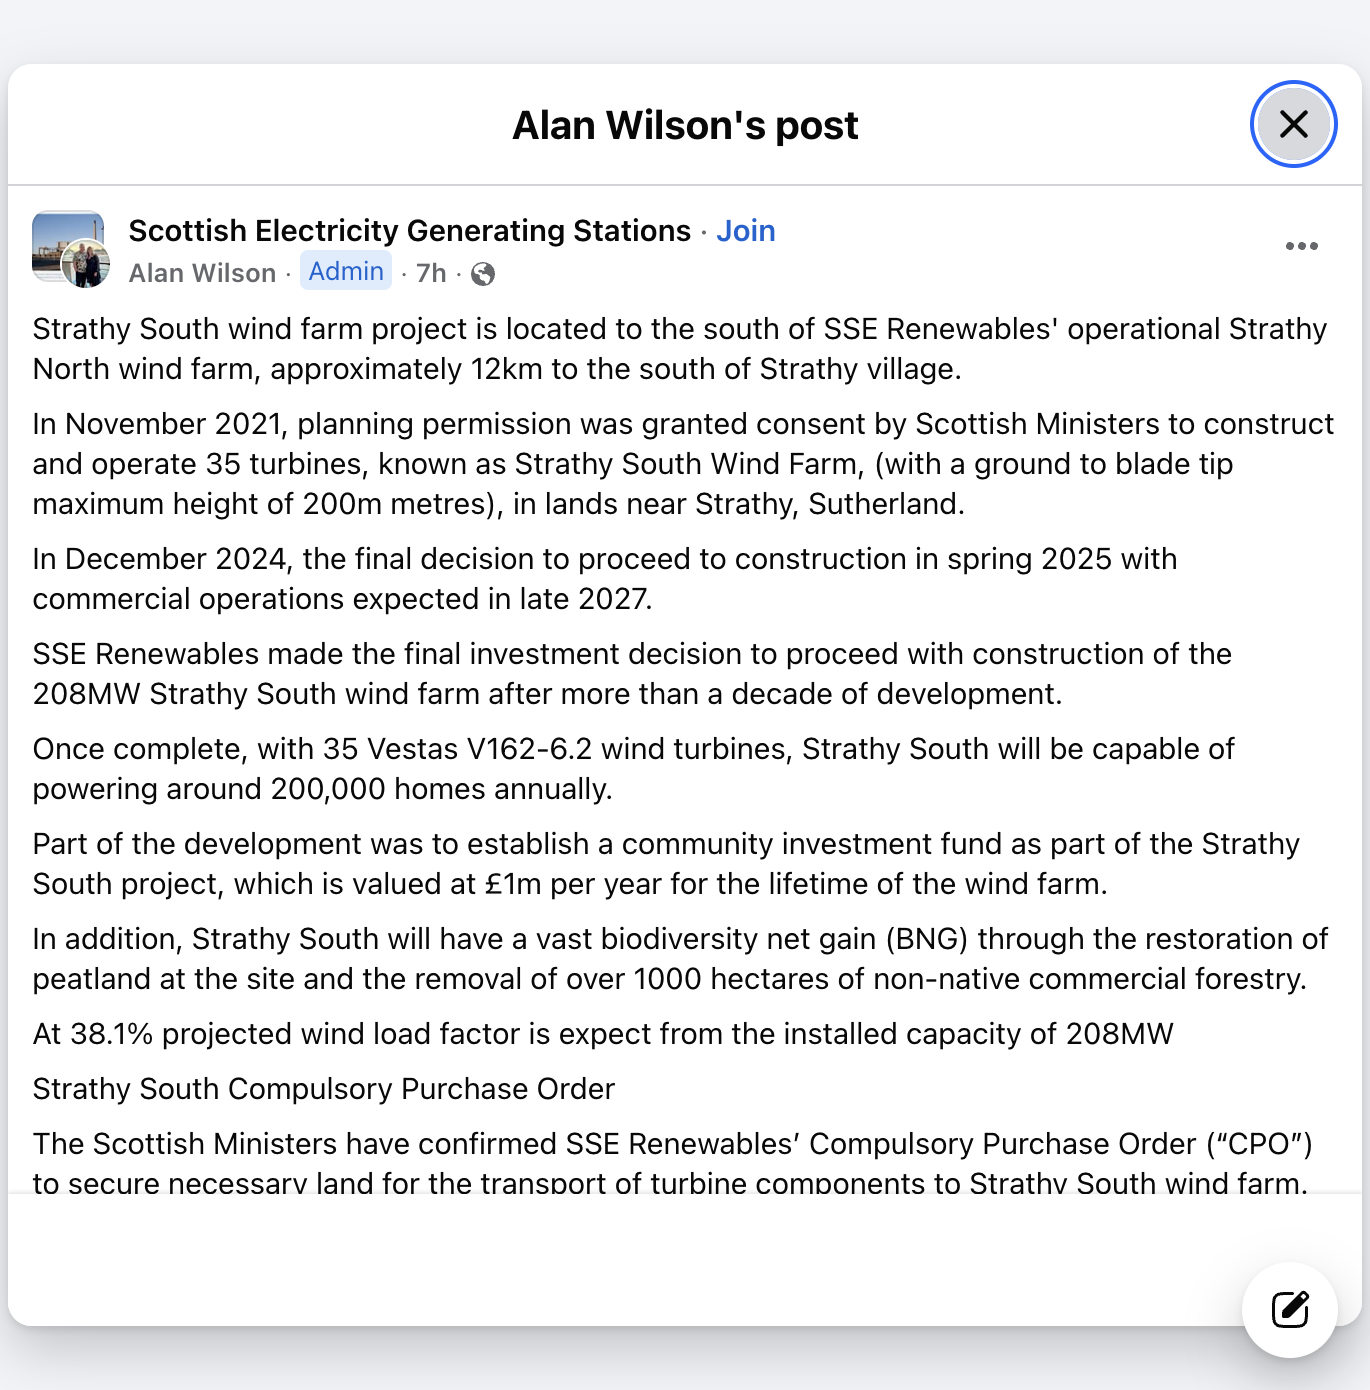 Alan Wilson's post
Scottish Electricity Generating Stations · Join
Alan Wilson · Admin · 7h ·
Strathy South wind farm project is located to the south of SSE Renewables' operational Strathy
North wind farm, approximately 12km to the south of Strathy village.
In November 2021, planning permission was granted consent by Scottish Ministers to construct
and operate 35 turbines, known as Strathy South Wind Farm, (with a ground to blade tip
maximum height of 200m metres), in lands near Strathy, Sutherland.
In December 2024, the final decision to proceed to construction in spring 2025 with
commercial operations expected in late 2027.
SSE Renewables made the final investment decision to proceed with construction of the
208MW Strathy South wind farm after more than a decade of development.
Once complete, with 35 Vestas V162-6.2 wind turbines, Strathy South will be capable of
powering around 200,000 homes annually.
Part of the development was to establish a community investment fund as part of the Strathy
South project, which is valued at £1m per year for the lifetime of the wind farm.
In addition, Strathy South will have a vast biodiversity net gain (BNG) through the restoration of
peatland at the site and the removal of over 1000 hectares of non-native commercial forestry.
At 38.1% projected wind load factor is expect from the installed capacity of 208MW
Strathy South Compulsory Purchase Order
The Scottish Ministers have confirmed SSE Renewables’ Compulsory Purchase Order (“CPO”)
to secure necessary land for the transport of turbine components to Strathy South wind farm.